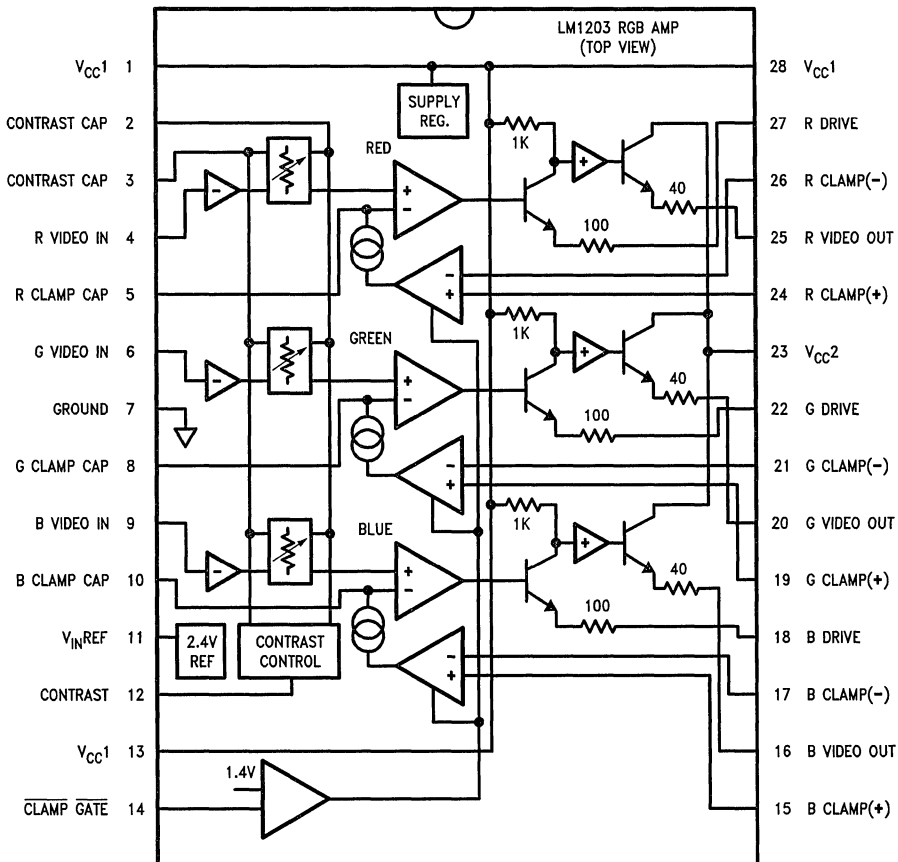 LM1203 RGB AMP
(TOP VIEW)
VCC1 1
28 VCC1
SUPPLY
REG.
CONTRAST CAP 2
27 R DRIVE
1K
RED
CONTRAST CAP 3
26 R CLAMP(-)
40
+
-
+
-
100
R VIDEO IN 4
25 R VIDEO OUT
R CLAMP CAP 5
24 R CLAMP(+)
-
+
1K
GREEN
G VIDEO IN 6
23 VCC2
+
-
+
-
40
GROUND 7
22 G DRIVE
100
G CLAMP CAP 8
21 G CLAMP(-)
-
+
B VIDEO IN 9
20 G VIDEO OUT
1K
BLUE
+
B CLAMP CAP 10
19 G CLAMP(+)
-
+
-
40
100
VINREF 11
18 B DRIVE
2.4V
REF
CONTRAST
CONTROL
-
+
CONTRAST 12
17 B CLAMP(-)
VCC1 13
16 B VIDEO OUT
1.4V
CLAMP GATE 14
15 B CLAMP(+)